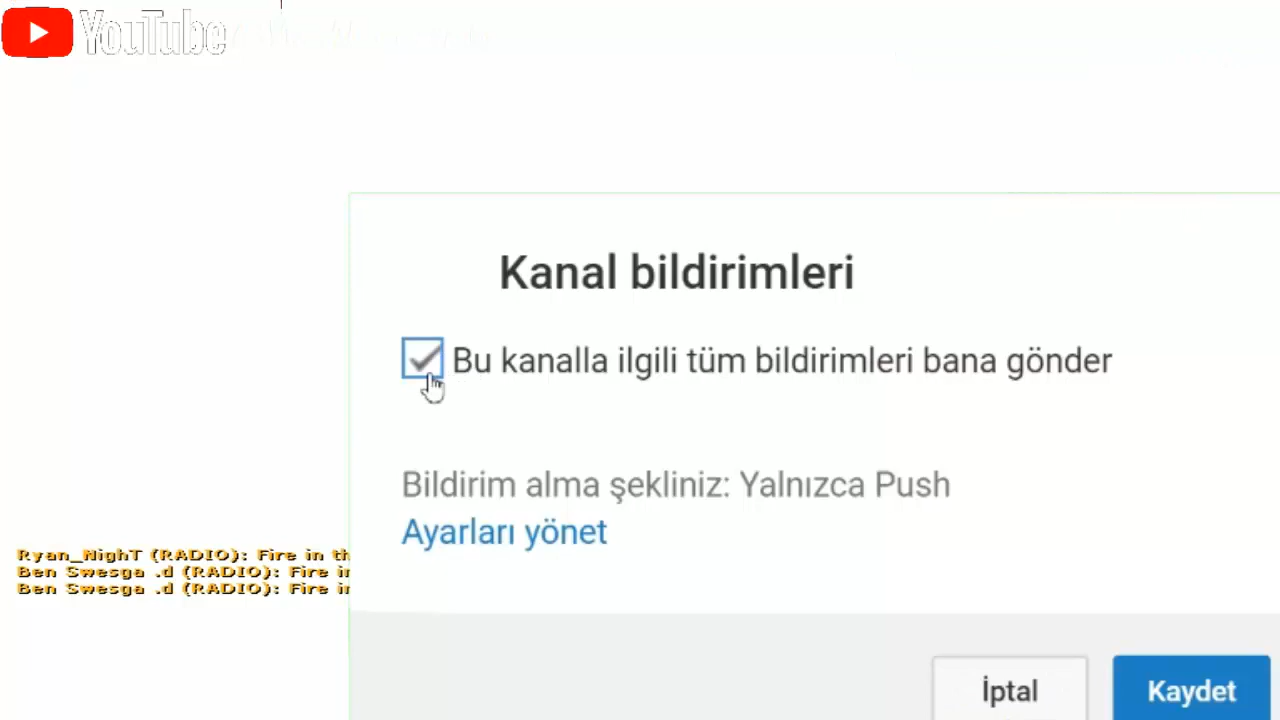 YouTube
Kanal bildirimleri
Bu kanalla ilgili tüm bildirimleri bana gönder
Bildirim alma şekliniz: Yalnızca Push
Ayarları yönet
Ryan_NighT (RADIO): Fire in th
Ben Swesga .d (RADIO): Fire in
Ben Swesga .d (RADIO): Fire in
İptal
Kaydet